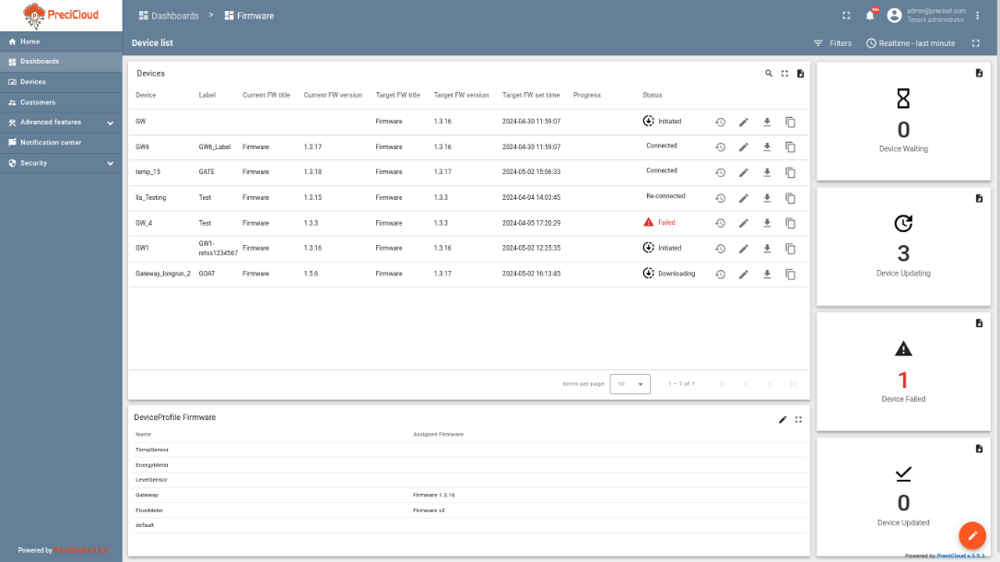 PreciCloud
Dashboards > Firmware
99+
admin@precisol.com
Tenant administrator
Home
Dashboards
Devices
Customers
Advanced features
Notification center
Security
Device list
Filters
Realtime - last minute
Devices
Device Label Current FW title Current FW version Target FW title Target FW version Target FW set time Progress Status
GW Firmware 1.3.16 2024-04-30 11:59:07 Initiated
GW6 GW6_Label Firmware 1.3.17 Firmware 1.3.16 2024-04-30 11:59:07 Connected
temp_15 GATE Firmware 1.3.18 Firmware 1.3.17 2024-05-02 15:06:33 Connected
lla_Testing Test Firmware 1.3.15 Firmware 1.3.3 2024-04-04 14:03:45 Re-connected
GW_4 Test Firmware 1.3.3 Firmware 1.3.3 2024-04-05 17:20:29 Failed
GW1 GW1-retss1234567 Firmware 1.3.16 Firmware 1.3.16 2024-05-02 12:25:35 Initiated
Gateway_longrun_2 GOAT Firmware 1.5.6 Firmware 1.3.17 2024-05-02 16:13:45 Downloading
Items per page: 10 1 – 7 of 7
0
Device Waiting
3
Device Updating
1
Device Failed
0
Device Updated
DeviceProfile Firmware
Name Assigned Firmware
TempSensor
EnergyMeter
LevelSensor
Gateway Firmware 1.3.16
FlowMeter Firmware v2
default
Powered by PreciCloud v.3.5.3
Powered by PreciCloud v.3.5.3